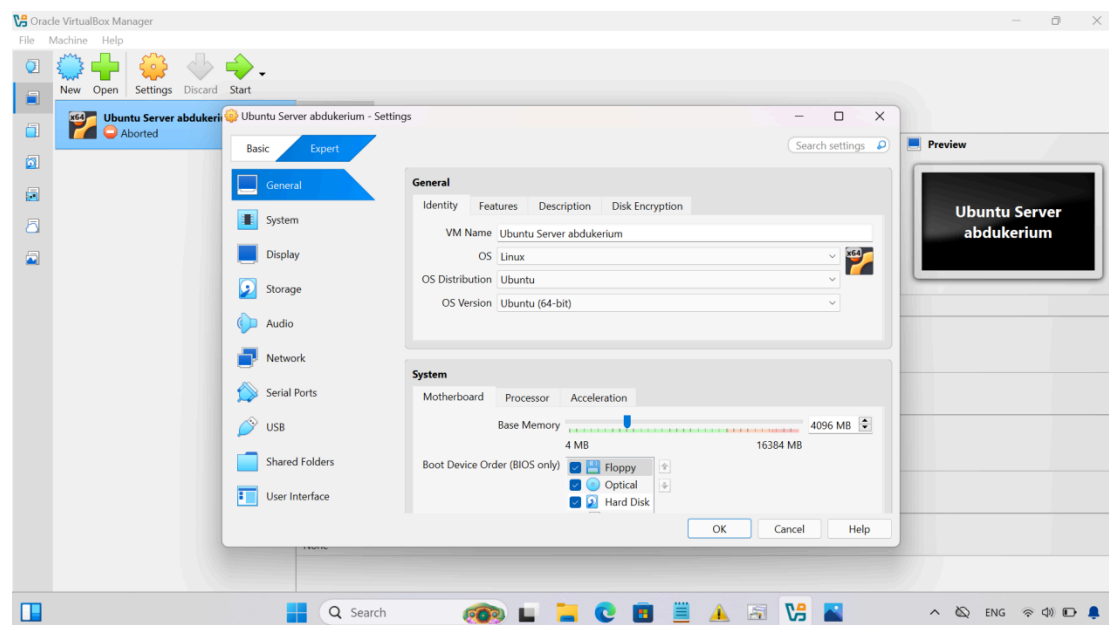 Oracle VirtualBox Manager
File Machine Help
New Open Settings Discard Start
x64
Ubuntu Server abdukeri
Aborted
Ubuntu Server abdukerium - Settings
Basic Expert
Search settings
General
System
Display
Storage
Audio
Network
Serial Ports
USB
Shared Folders
User Interface
General
Identity Features Description Disk Encryption
VM Name Ubuntu Server abdukerium
OS Linux
x64
OS Distribution Ubuntu
OS Version Ubuntu (64-bit)
System
Motherboard Processor Acceleration
Base Memory 4096 MB
4 MB 16384 MB
Boot Device Order (BIOS only) Floppy
Optical
Hard Disk
OK Cancel Help
Preview
Ubuntu Server
abdukerium
None
Search
ENG